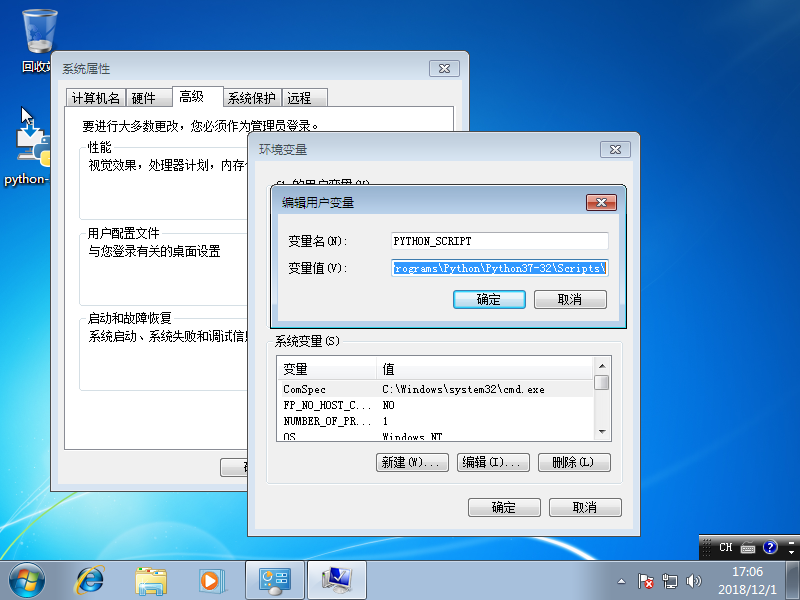 回收站
python-
系统属性
计算机名
硬件
高级
系统保护
远程
要进行大多数更改，您必须作为管理员登录。
性能
视觉效果，处理器计划，内存
用户配置文件
与您登录有关的桌面设置
启动和故障恢复
系统启动、系统失败和调试信息
环境变量
的用户变量(U)
编辑用户变量
变量名(N):
PYTHON_SCRIPT
变量值(V):
rograms\Python\Python37-32\Scripts\
确定
取消
系统变量(S)
变量 值
ComSpec C:\Windows\system32\cmd.exe
FP_NO_HOST_C... NO
NUMBER_OF_PR... 1
OS Windows_NT
新建(W)...
编辑(I)...
删除(L)
确定
取消
CH
17:06
2018/12/1